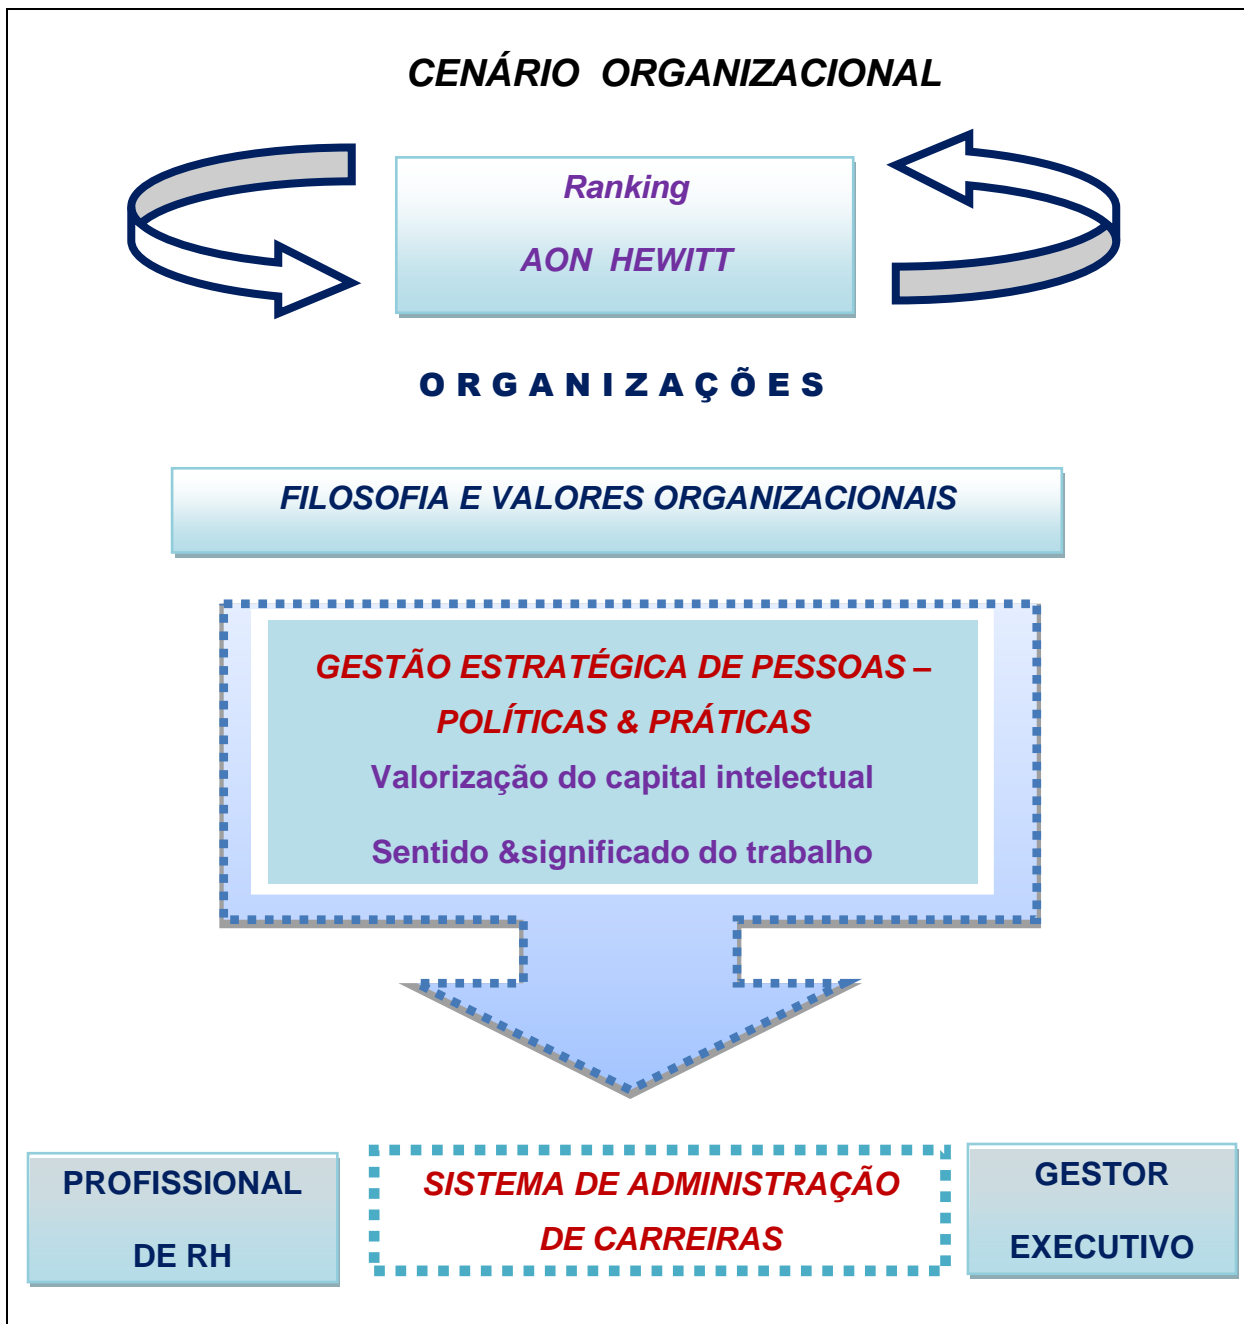 CENÁRIO ORGANIZACIONAL
Ranking
AON HEWITT
ORGANIZAÇÕES
FILOSOFIA E VALORES ORGANIZACIONAIS
GESTÃO ESTRATÉGICA DE PESSOAS –
POLÍTICAS & PRÁTICAS
Valorização do capital intelectual
Sentido &significado do trabalho
PROFISSIONAL
DE RH
SISTEMA DE ADMINISTRAÇÃO
DE CARREIRAS
GESTOR
EXECUTIVO